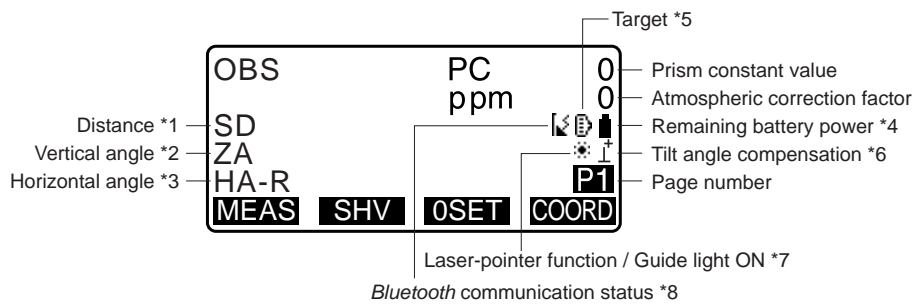 Target *5
OBS PC 0 Prism constant value
ppm 0 Atmospheric correction factor
Distance *1 SD Remaining battery power *4
Vertical angle *2 ZA Tilt angle compensation *6
Horizontal angle *3 HA-R P1 Page number
MEAS SHV 0SET COORD
Laser-pointer function / Guide light ON *7
Bluetooth communication status *8